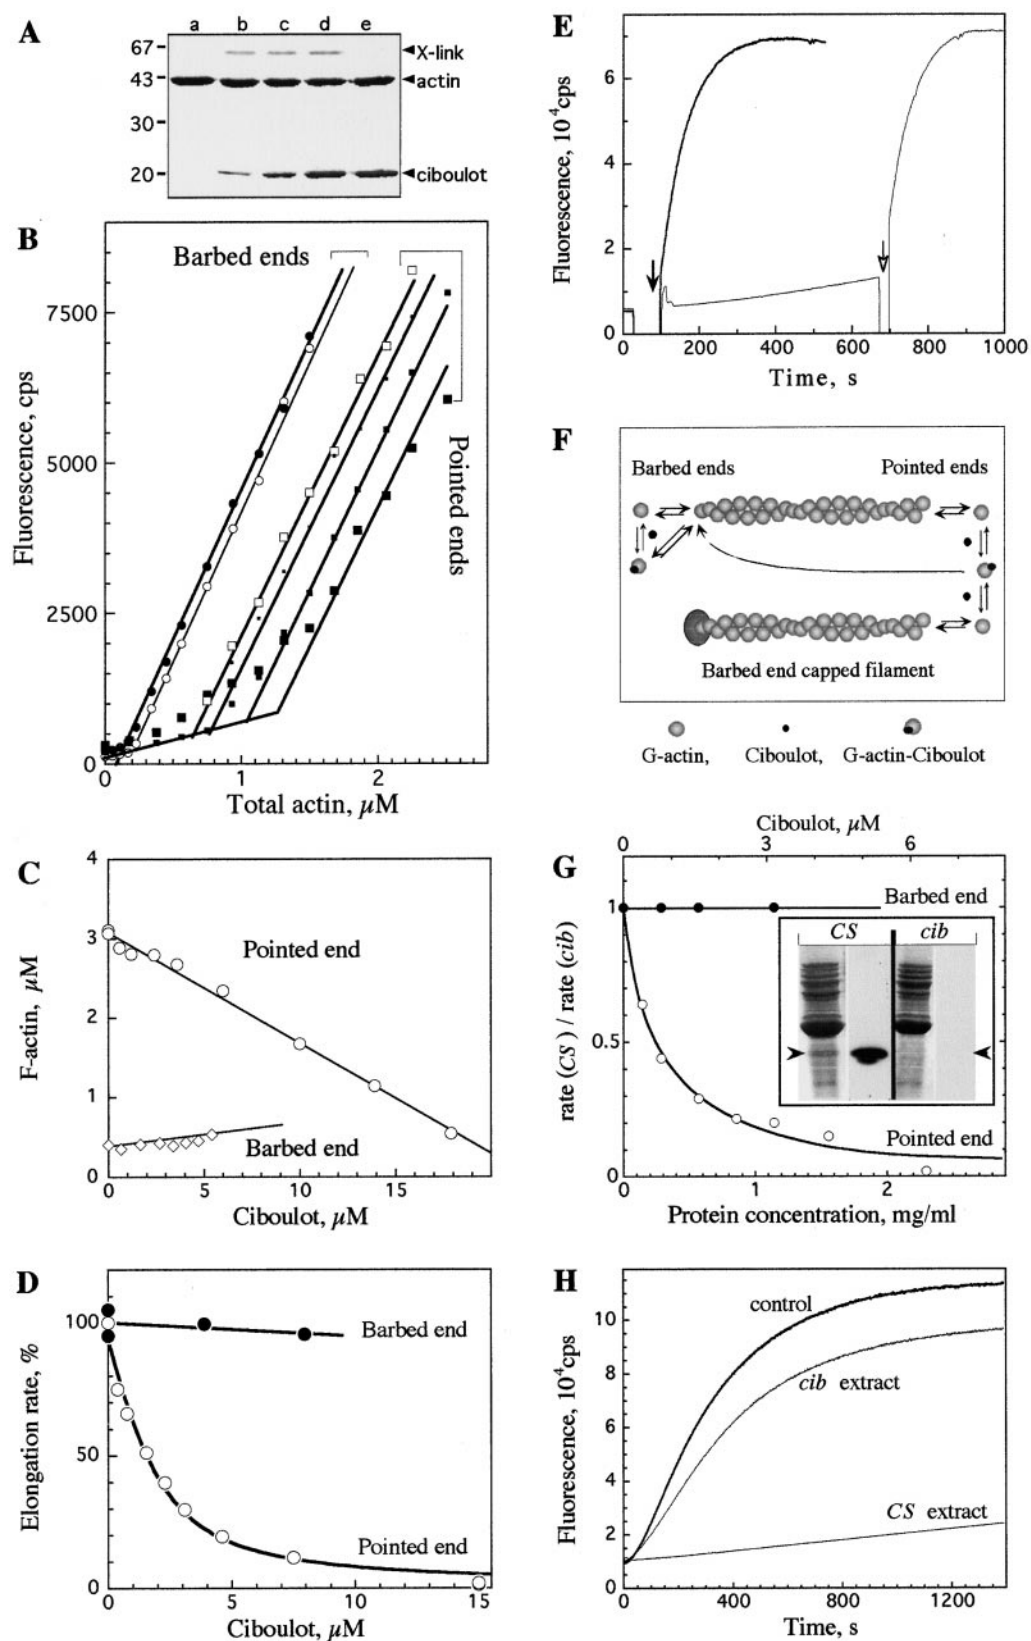 A
a b c d e
67
X-link
43
actin
30
20
ciboulot
B
Barbed ends
Pointed ends
7500
5000
2500
0
0 1 2
Fluorescence, cps
Total actin, µM
C
4
3
2
1
0
Pointed end
Barbed end
F-actin, µM
0 5 10 15
Ciboulot, µM
D
100
50
0
Barbed end
Pointed end
Elongation rate, %
0 5 10 15
Ciboulot, µM
E
6
4
2
0
Fluorescence, 10⁴cps
0 200 400 600 800 1000
Time, s
F
Barbed ends Pointed ends
Barbed end capped filament
G-actin, Ciboulot, G-actin-Ciboulot
G
Ciboulot, µM
0 3 6
Barbed end
CS cib
1
0.5
0
rate (CS) / rate (cib)
Pointed end
0 1 2
Protein concentration, mg/ml
H
control
cib extract
CS extract
10
8
6
4
2
0
Fluorescence, 10⁴cps
0 400 800 1200
Time, s